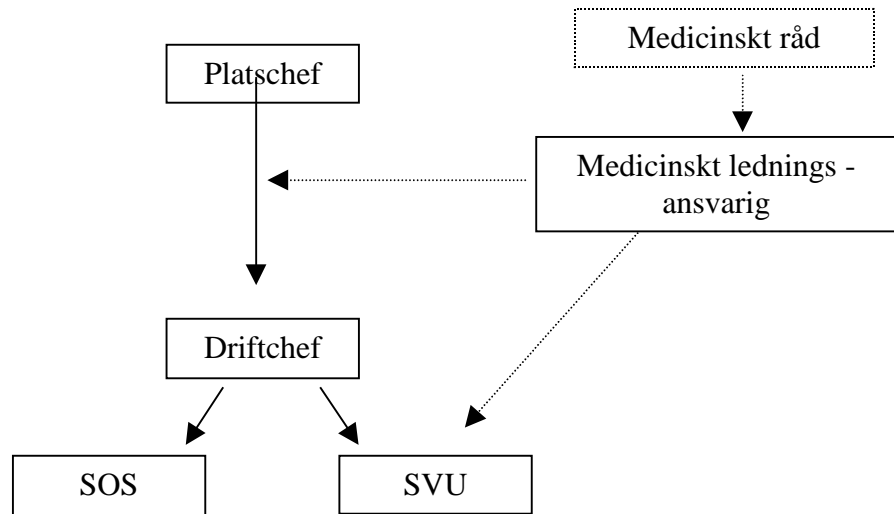 Medicinskt råd
Platschef
Medicinskt lednings -
ansvarig
Driftchef
SOS
SVU